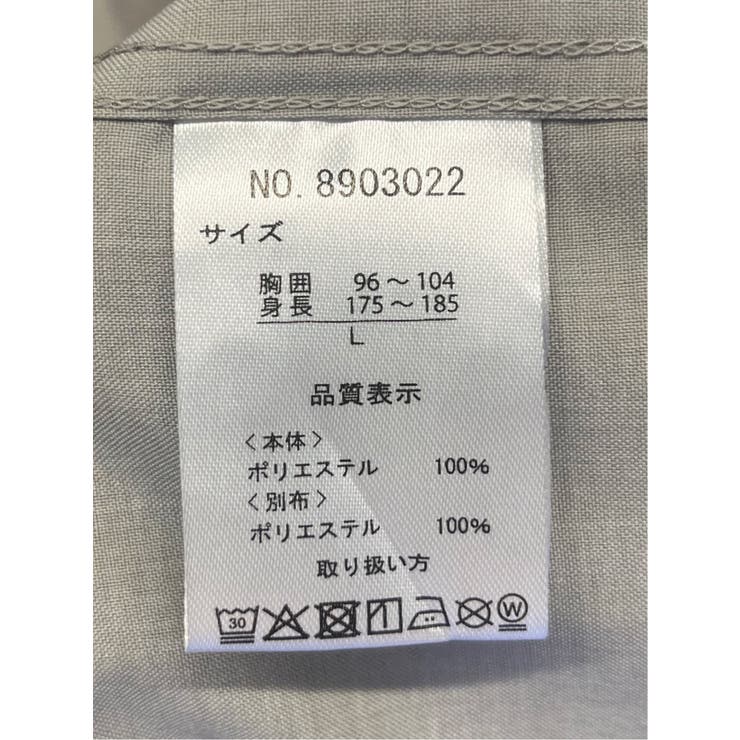 NO. 8903022
サイズ
胸囲 96～104
身長 175～185
L
品質表示
〈本体〉
ポリエステル 100%
〈別布〉
ポリエステル 100%
取り扱い方
30 W